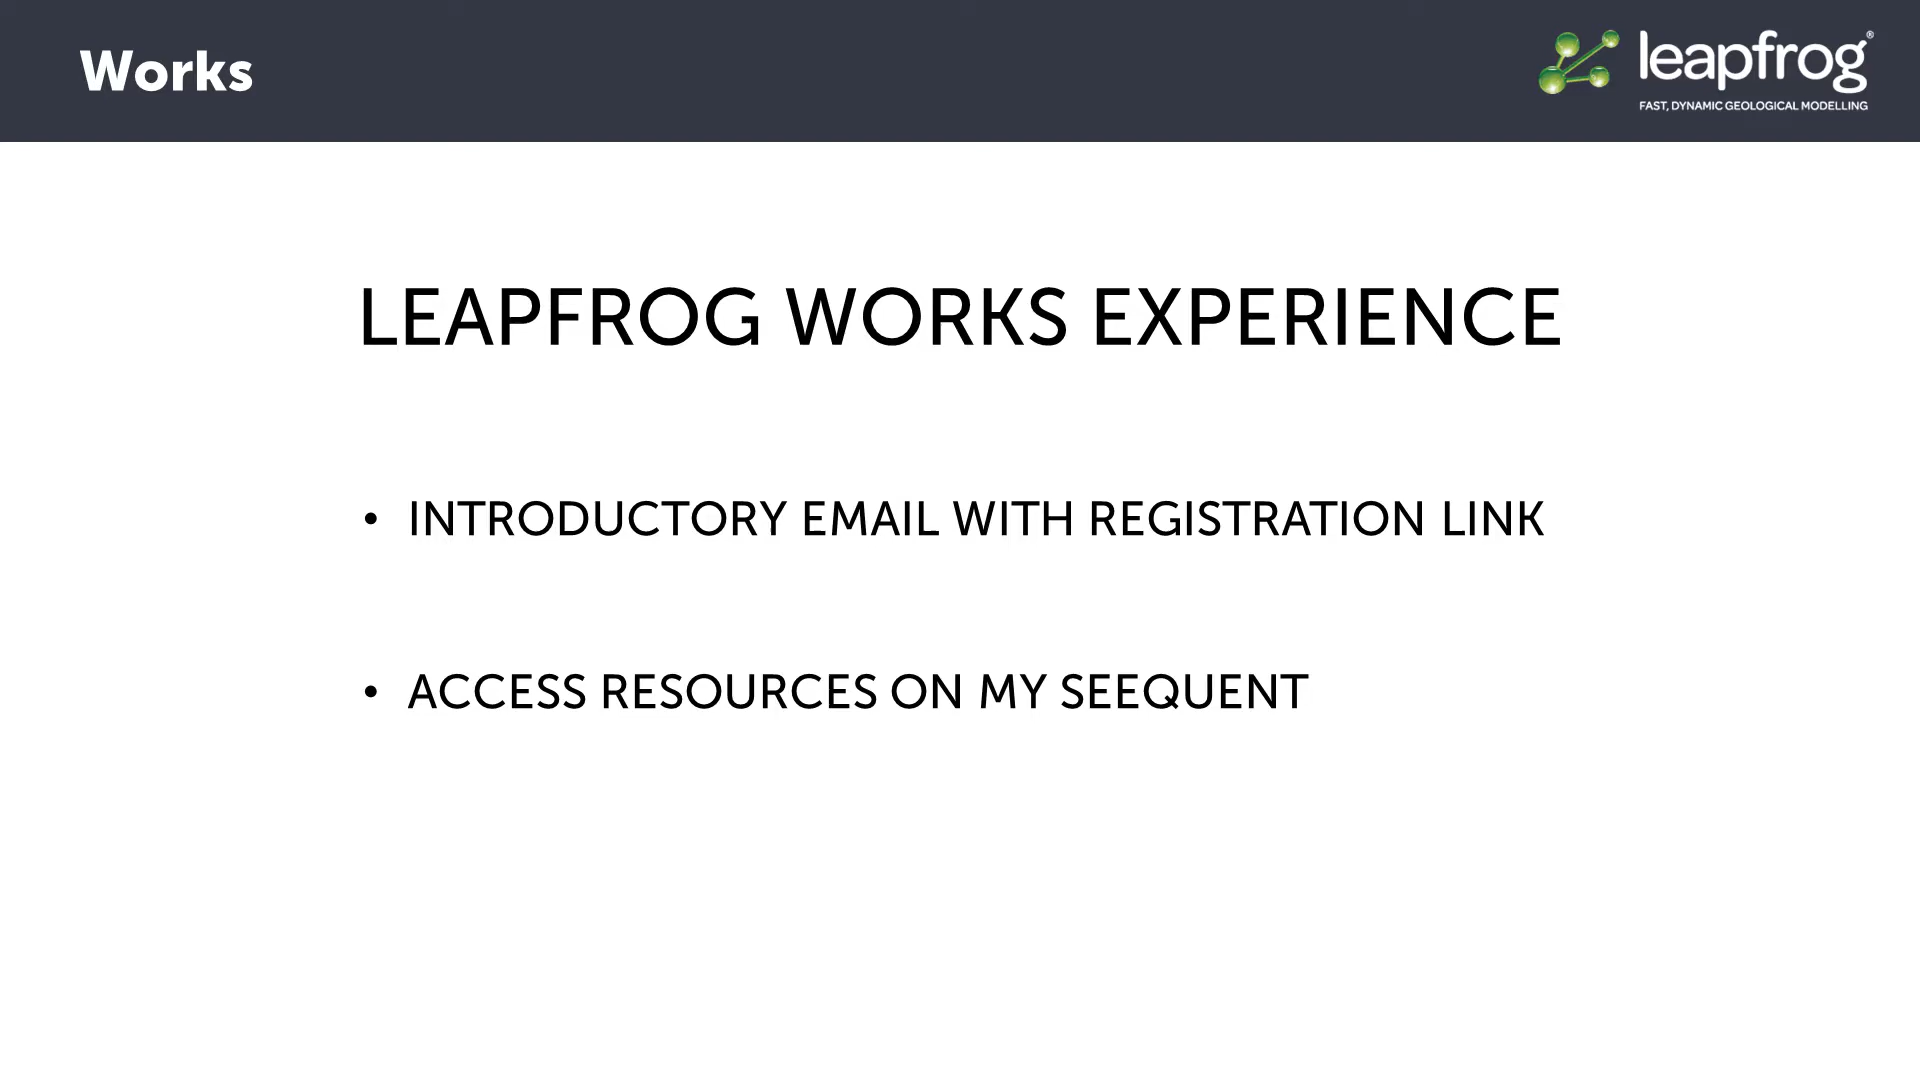 Works
leapfrog®
FAST, DYNAMIC GEOLOGICAL MODELLING
LEAPFROG WORKS EXPERIENCE
• INTRODUCTORY EMAIL WITH REGISTRATION LINK
• ACCESS RESOURCES ON MY SEEQUENT